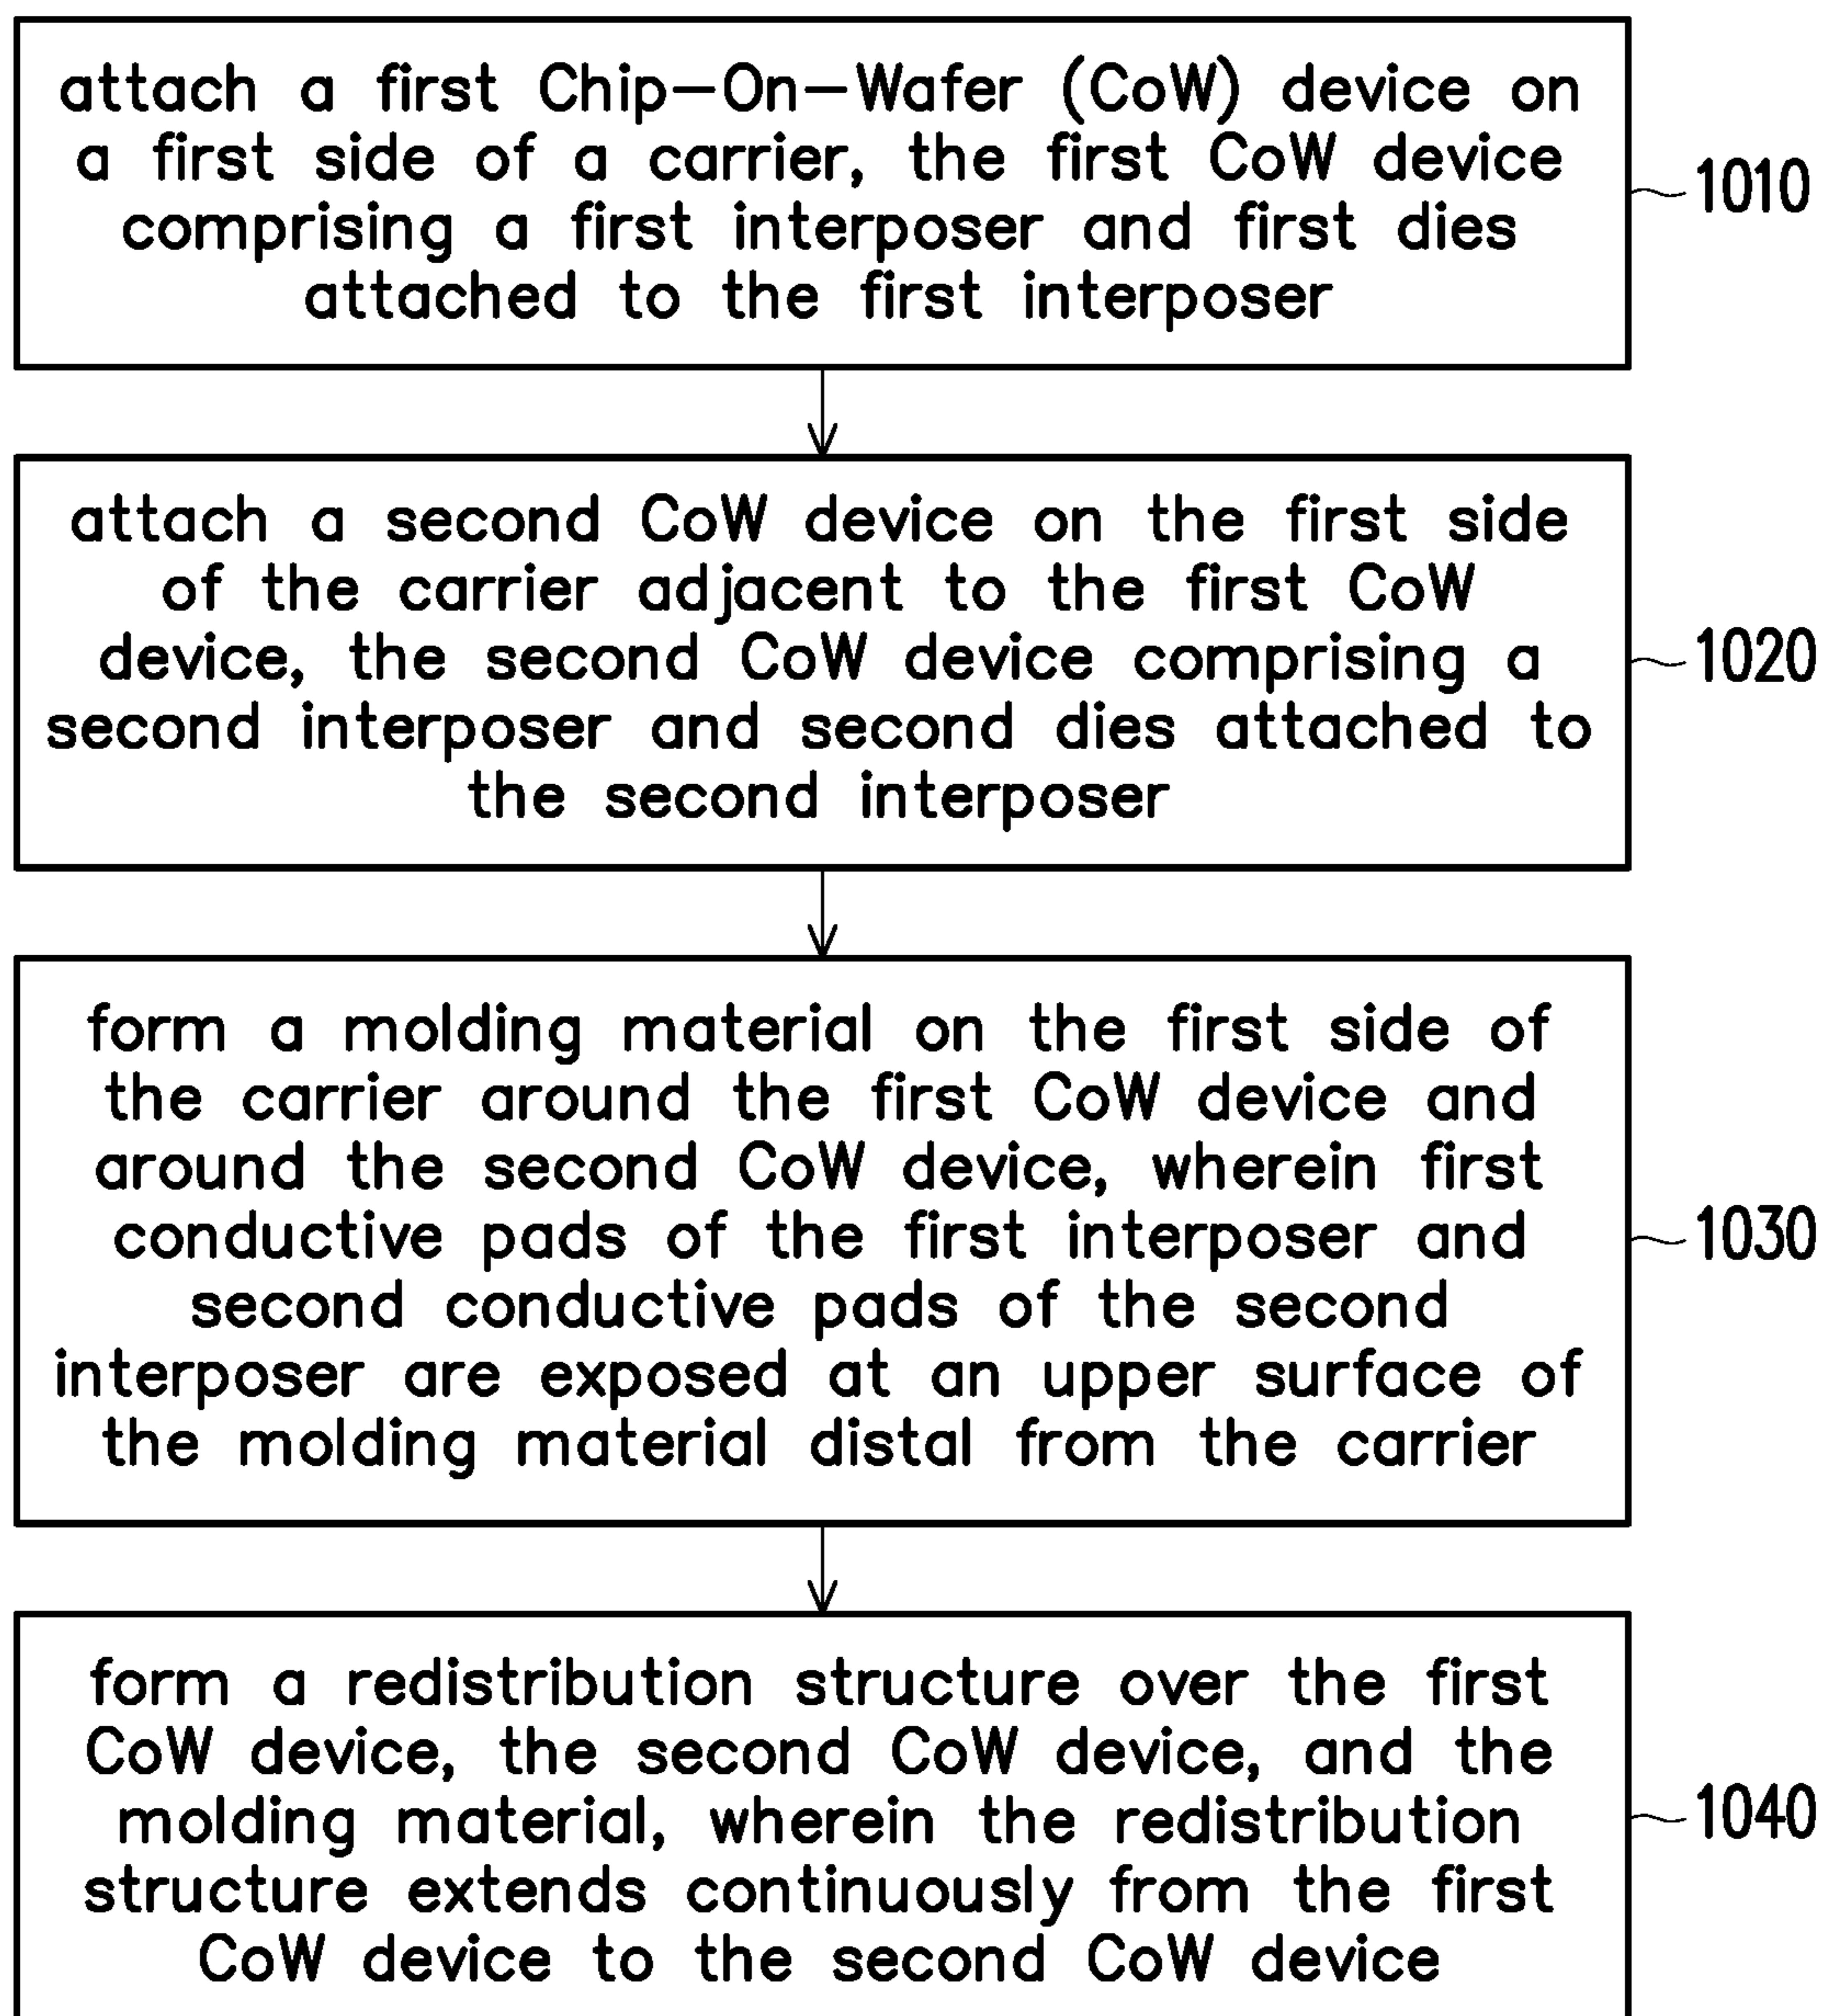 attach a first Chip-On-Wafer (CoW) device on
a first side of a carrier, the first CoW device
comprising a first interposer and first dies
attached to the first interposer
1010
attach a second CoW device on the first side
of the carrier adjacent to the first CoW
device, the second CoW device comprising a
second interposer and second dies attached to
the second interposer
1020
form a molding material on the first side of
the carrier around the first CoW device and
around the second CoW device, wherein first
conductive pads of the first interposer and
second conductive pads of the second
interposer are exposed at an upper surface of
the molding material distal from the carrier
1030
form a redistribution structure over the first
CoW device, the second CoW device, and the
molding material, wherein the redistribution
structure extends continuously from the first
CoW device to the second CoW device
1040